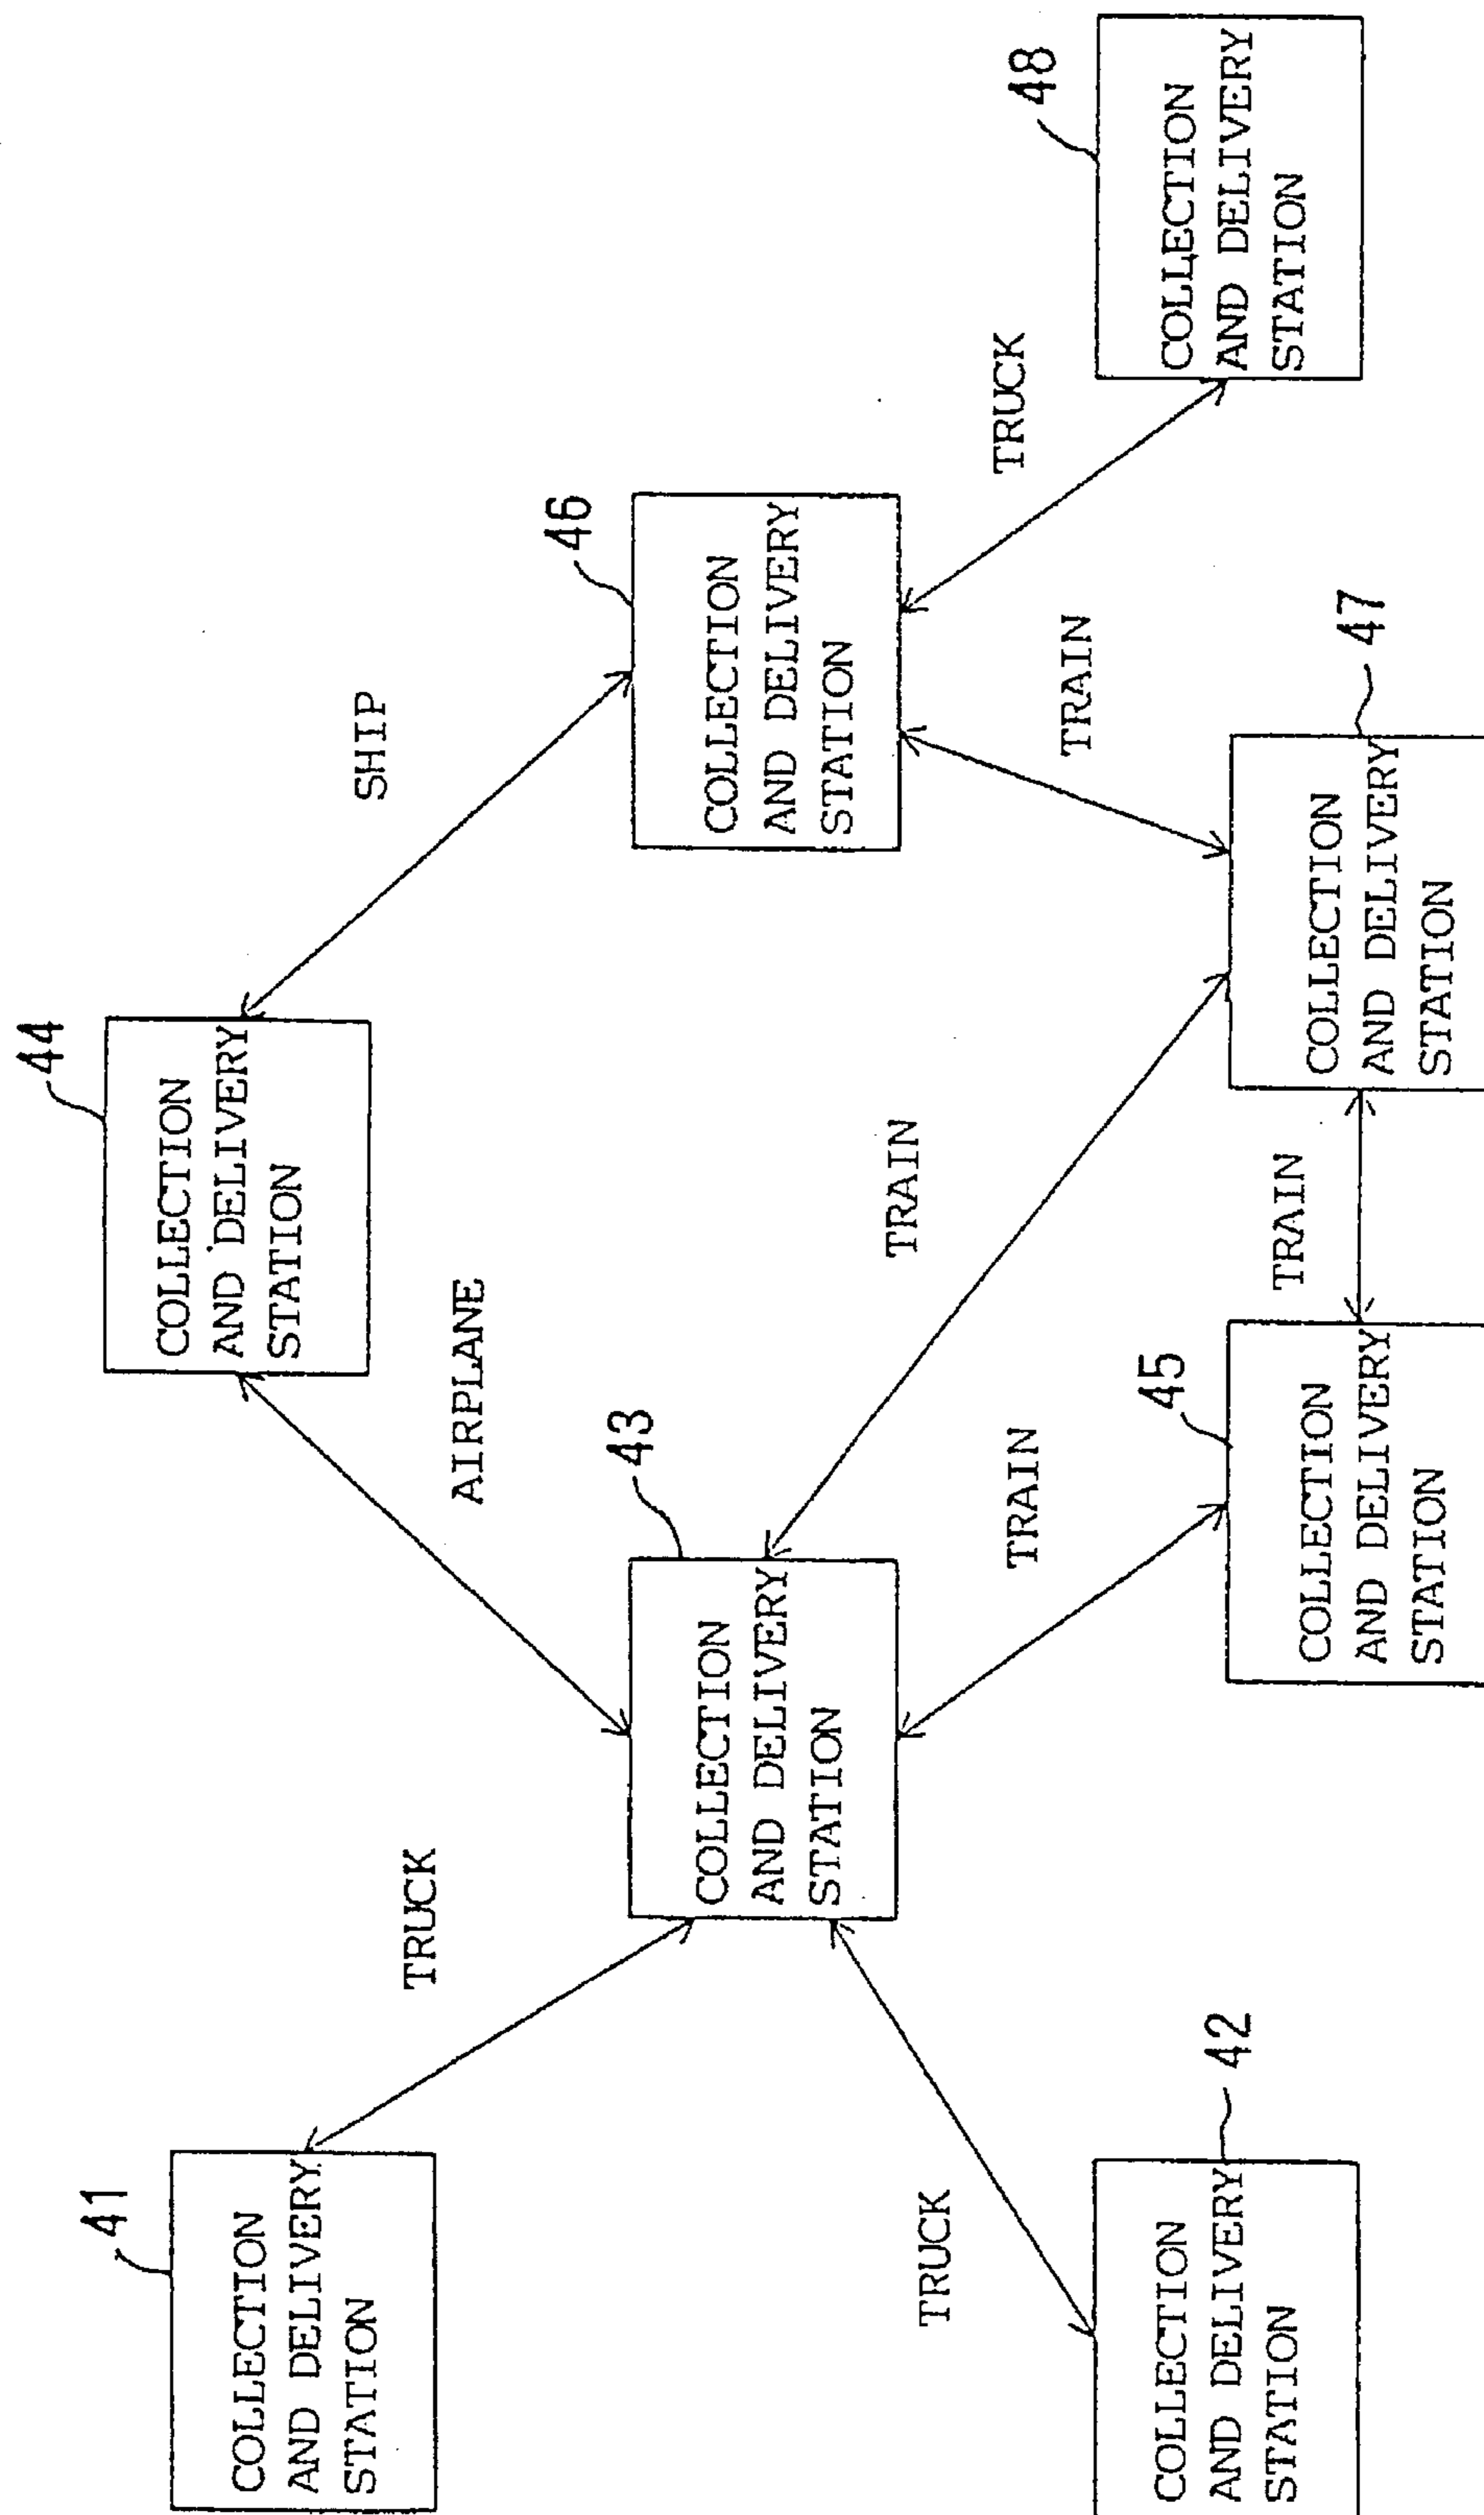 41
COLLECTION
AND DELIVERY
STATION
TRUCK
42
COLLECTION
AND DELIVERY
STATION
TRUCK
43
COLLECTION
AND DELIVERY
STATION
AIRPLANE
44
COLLECTION
AND DELIVERY
STATION
TRAIN
TRAIN
45
COLLECTION
AND DELIVERY
STATION
TRAIN
SHIP
46
COLLECTION
AND DELIVERY
STATION
TRAIN
47
COLLECTION
AND DELIVERY
STATION
TRUCK
48
COLLECTION
AND DELIVERY
STATION